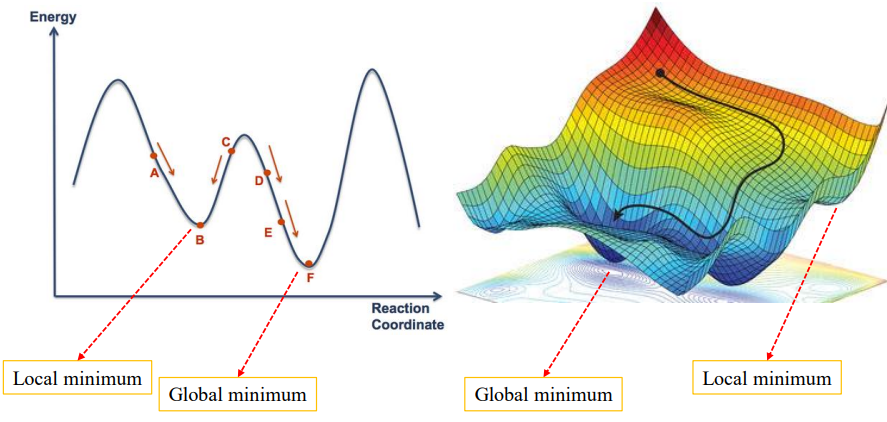 Energy
A
B
C
D
E
F
Reaction
Coordinate
Local minimum
Global minimum
Global minimum
Local minimum